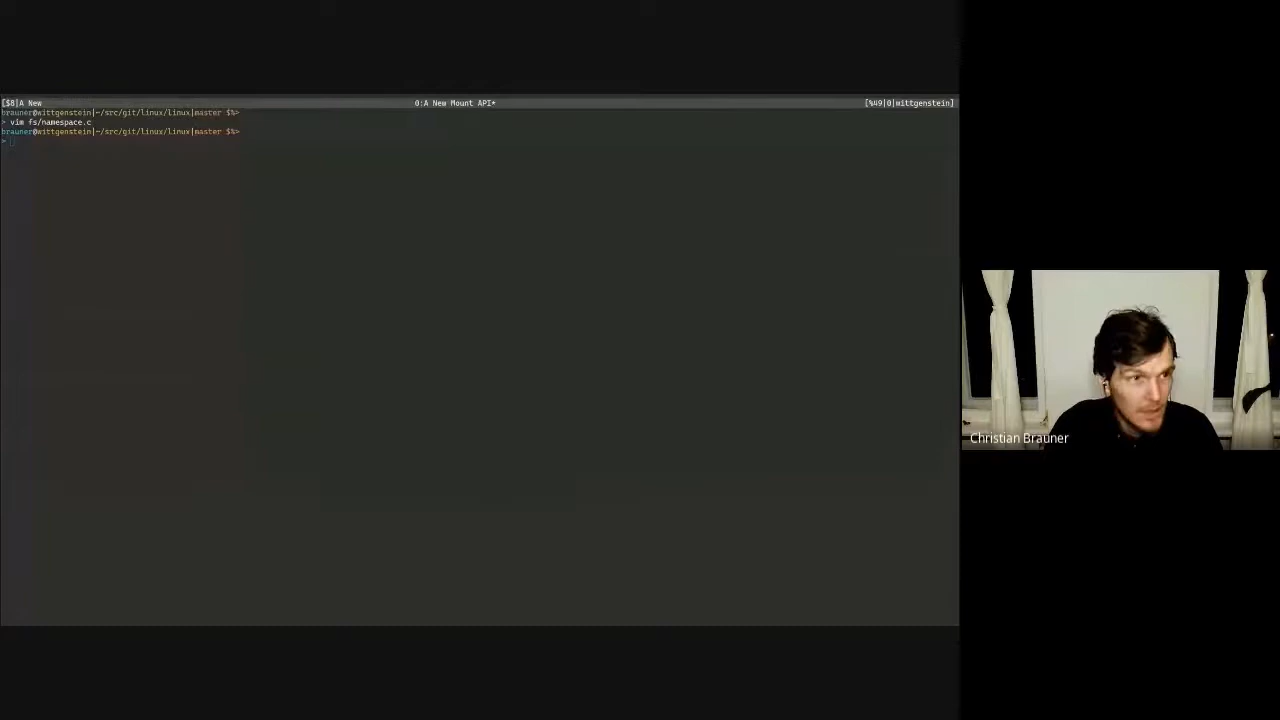 [$8|A New 0:A New Mount API* [%49|0|wittgenstein]
brauner@wittgenstein|~/src/git/linux/linux|master $%>
> vim fs/namespace.c
brauner@wittgenstein|~/src/git/linux/linux|master $%>
>
Christian Brauner